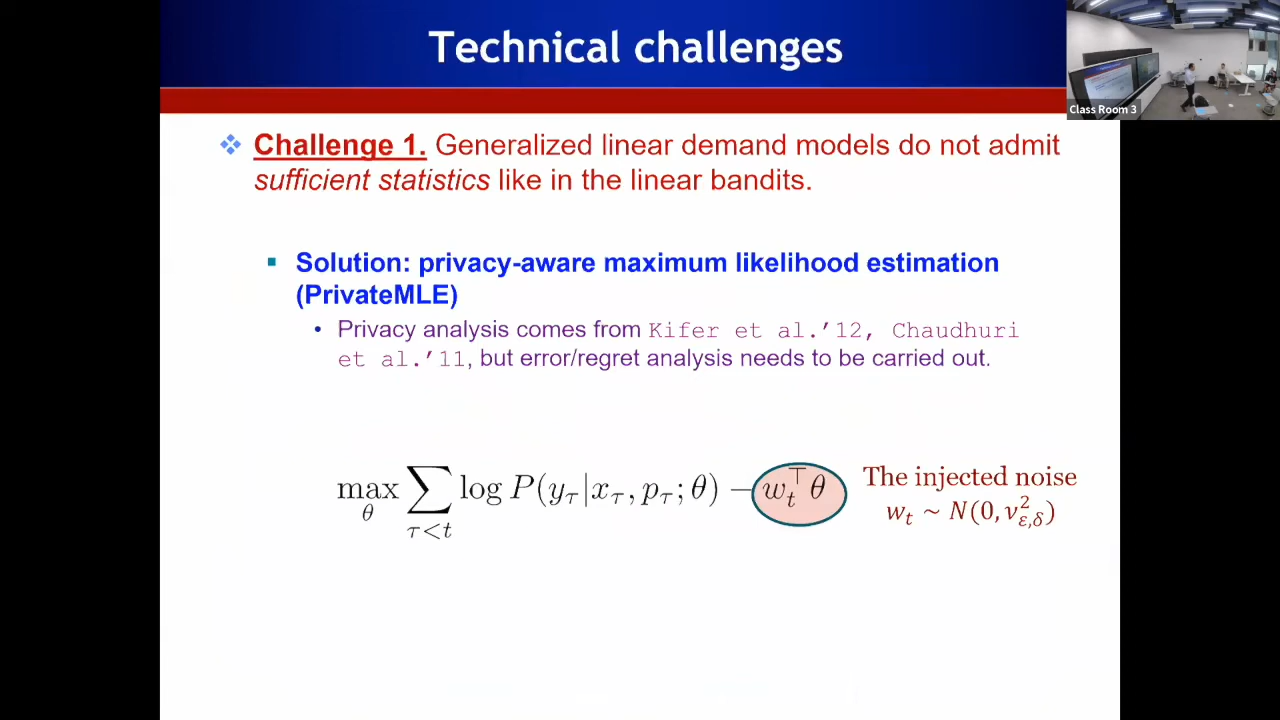 Technical challenges
Class Room 3
❖ Challenge 1. Generalized linear demand models do not admit
sufficient statistics like in the linear bandits.
▪ Solution: privacy-aware maximum likelihood estimation
(PrivateMLE)
• Privacy analysis comes from Kifer et al.'12, Chaudhuri
et al.'11, but error/regret analysis needs to be carried out.
max_θ ∑_{τ<t} log P(y_τ|x_τ, p_τ; θ) − w_t^⊤ θ
The injected noise
w_t ~ N(0, ν²_{ε,δ})